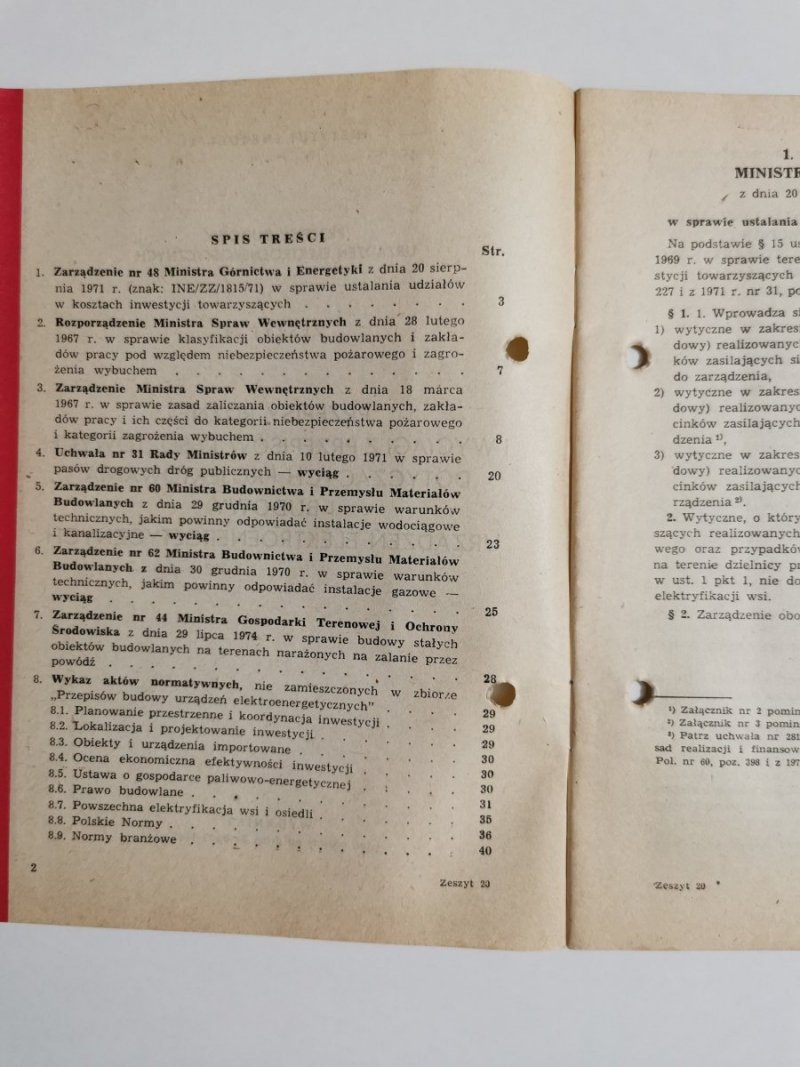 SPIS TREŚCI
Str.
1. Zarządzenie nr 48 Ministra Górnictwa i Energetyki z dnia 20 sierp-
nia 1971 r. (znak: INE/ZZ/1815/71) w sprawie ustalania udziałów
w kosztach inwestycji towarzyszących . . . . . . . . 3
2. Rozporządzenie Ministra Spraw Wewnętrznych z dnia 28 lutego
1967 r. w sprawie klasyfikacji obiektów budowlanych i zakła-
dów pracy pod względem niebezpieczeństwa pożarowego i zagro-
żenia wybuchem . . . . . . . . . . . . . 7
3. Zarządzenie Ministra Spraw Wewnętrznych z dnia 18 marca
1967 r. w sprawie zasad zaliczania obiektów budowlanych, zakła-
dów pracy i ich części do kategorii niebezpieczeństwa pożarowego
i kategorii zagrożenia wybuchem . . . . . . . . . 8
4. Uchwała nr 31 Rady Ministrów z dnia 10 lutego 1971 w sprawie
pasów drogowych dróg publicznych — wyciąg . . . . . . 20
5. Zarządzenie nr 60 Ministra Budownictwa i Przemysłu Materiałów
Budowlanych z dnia 29 grudnia 1970 r. w sprawie warunków
technicznych, jakim powinny odpowiadać instalacje wodociągowe
i kanalizacyjne — wyciąg . . . . . . . . . . . 23
6. Zarządzenie nr 62 Ministra Budownictwa i Przemysłu Materiałów
Budowlanych z dnia 30 grudnia 1970 r. w sprawie warunków
technicznych, jakim powinny odpowiadać instalacje gazowe —
wyciąg . . . . . . . . . . . . . . . . 25
7. Zarządzenie nr 44 Ministra Gospodarki Terenowej i Ochrony
Środowiska z dnia 29 lipca 1974 r. w sprawie budowy stałych
obiektów budowlanych na terenach narażonych na zalanie przez
powódź . . . . . . . . . . . . . . . . 28
8. Wykaz aktów normatywnych, nie zamieszczonych w zbiorze
„Przepisów budowy urządzeń elektroenergetycznych” . . . . 29
8.1. Planowanie przestrzenne i koordynacja inwestycji . . . . 29
8.2. Lokalizacja i projektowanie inwestycji . . . . . . . 29
8.3. Obiekty i urządzenia importowane . . . . . . . . 30
8.4. Ocena ekonomiczna efektywności inwestycji . . . . . 30
8.5. Ustawa o gospodarce paliwowo-energetycznej . . . . . 30
8.6. Prawo budowlane . . . . . . . . . . . . 31
8.7. Powszechna elektryfikacja wsi i osiedli . . . . . . . 35
8.8. Polskie Normy . . . . . . . . . . . . . 36
8.9. Normy branżowe . . . . . . . . . . . . 40
2
Zeszyt 20
1.
MINISTR
z dnia 20
w sprawie ustalania
Na podstawie § 15 u
1969 r. w sprawie tere
stycji towarzyszących
227 i z 1971 r. nr 31, po
§ 1. 1. Wprowadza si
1) wytyczne w zakres
dowy) realizowanyc
ków zasilających si
do zarządzenia,
2) wytyczne w zakres
dowy) realizowanyc
cinków zasilających
dzenia ¹),
3) wytyczne w zakres
dowy) realizowanyc
cinków zasilających
rządzenia ²).
2. Wytyczne, o który
szących realizowanych
wego oraz przypadków
na terenie dzielnicy pr
w ust. 1 pkt 1, nie do
elektryfikacji wsi.
§ 2. Zarządzenie obo
¹) Załącznik nr 2 pomin
²) Załącznik nr 3 pomin
³) Patrz uchwała nr 281
sad realizacji i finansow
Pol. nr 60, poz. 398 i z 197
Zeszyt 20 *